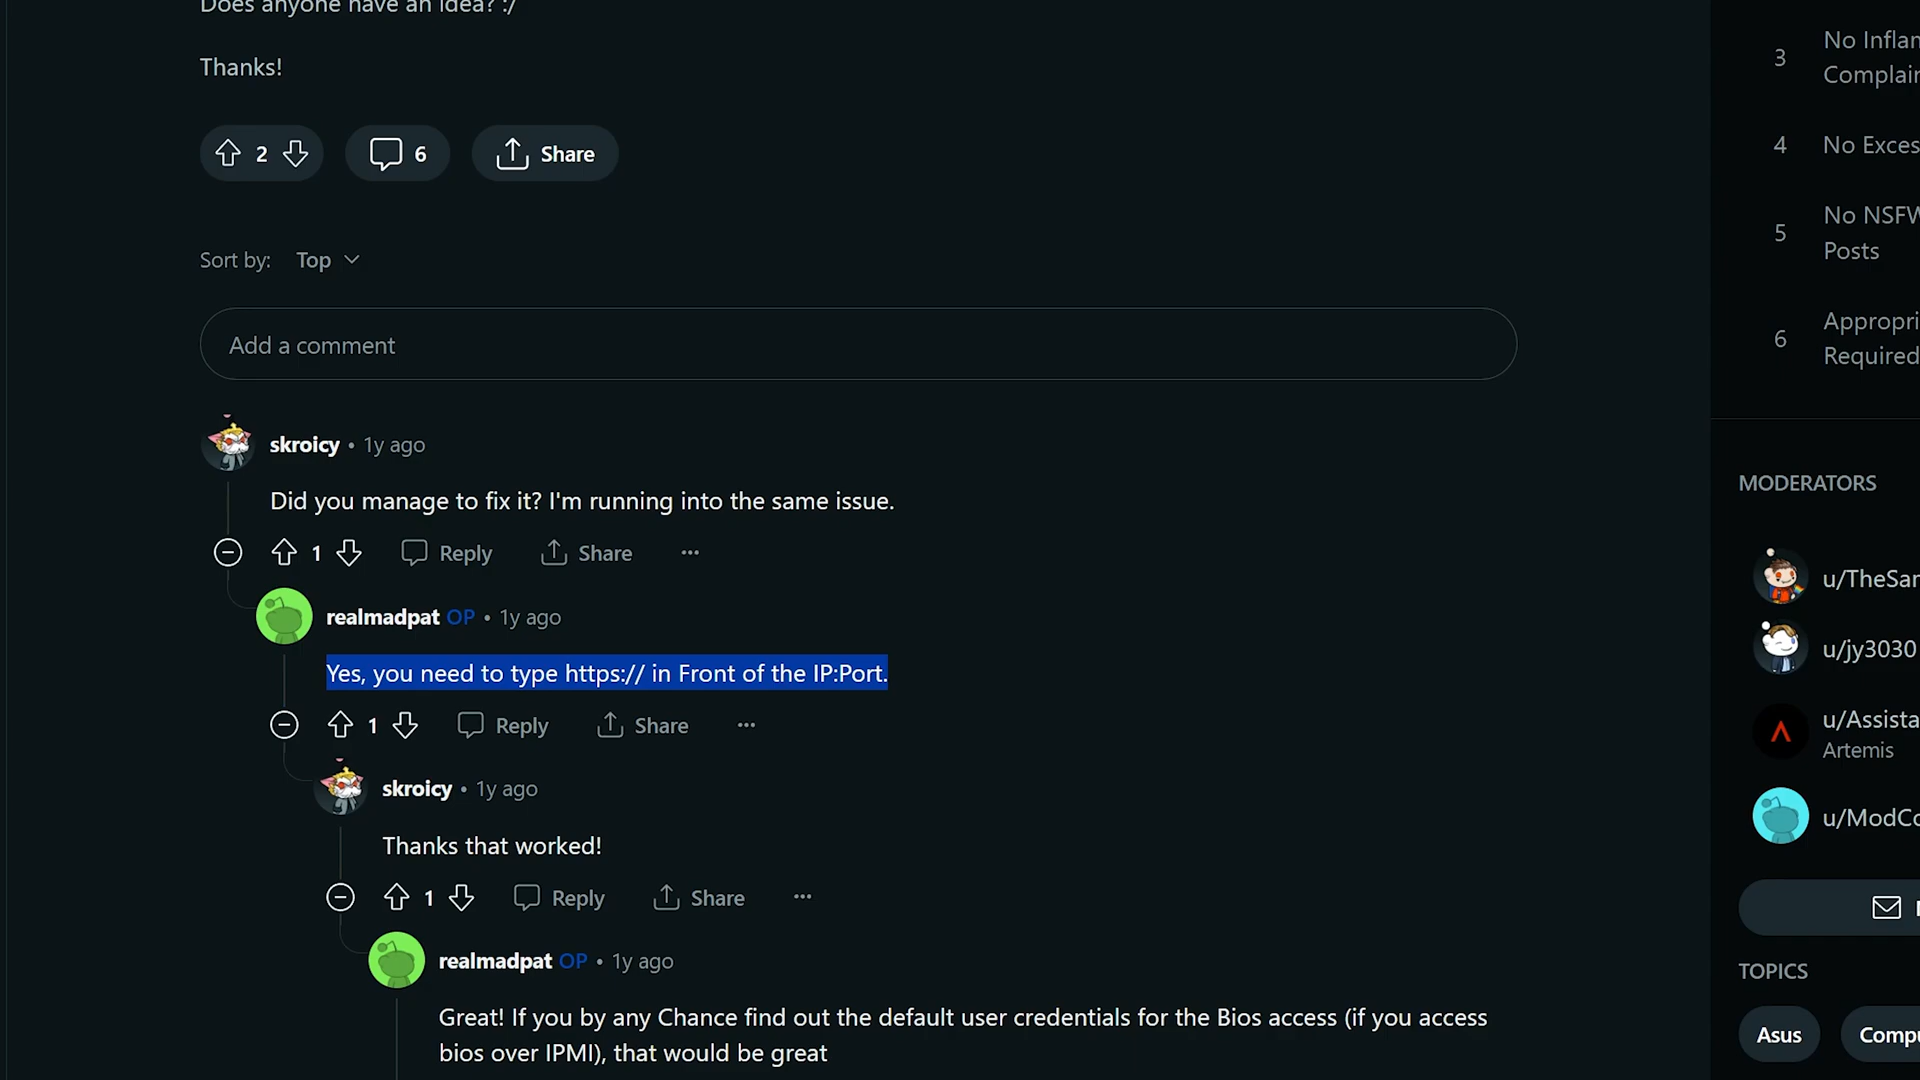 Does anyone have an idea? :/
Thanks!
2
6
Share
Sort by: Top
Add a comment
skroicy • 1y ago
Did you manage to fix it? I'm running into the same issue.
1 Reply Share
realmadpat OP • 1y ago
Yes, you need to type https:// in Front of the IP:Port.
1 Reply Share
skroicy • 1y ago
Thanks that worked!
1 Reply Share
realmadpat OP • 1y ago
Great! If you by any Chance find out the default user credentials for the Bios access (if you access
bios over IPMI), that would be great
3
No Inflam
Complain
4
No Exces
5
No NSFW
Posts
6
Appropri
Required
MODERATORS
u/TheSan
u/jy3030
u/Assista
Artemis
u/ModCo
TOPICS
Asus
Compu